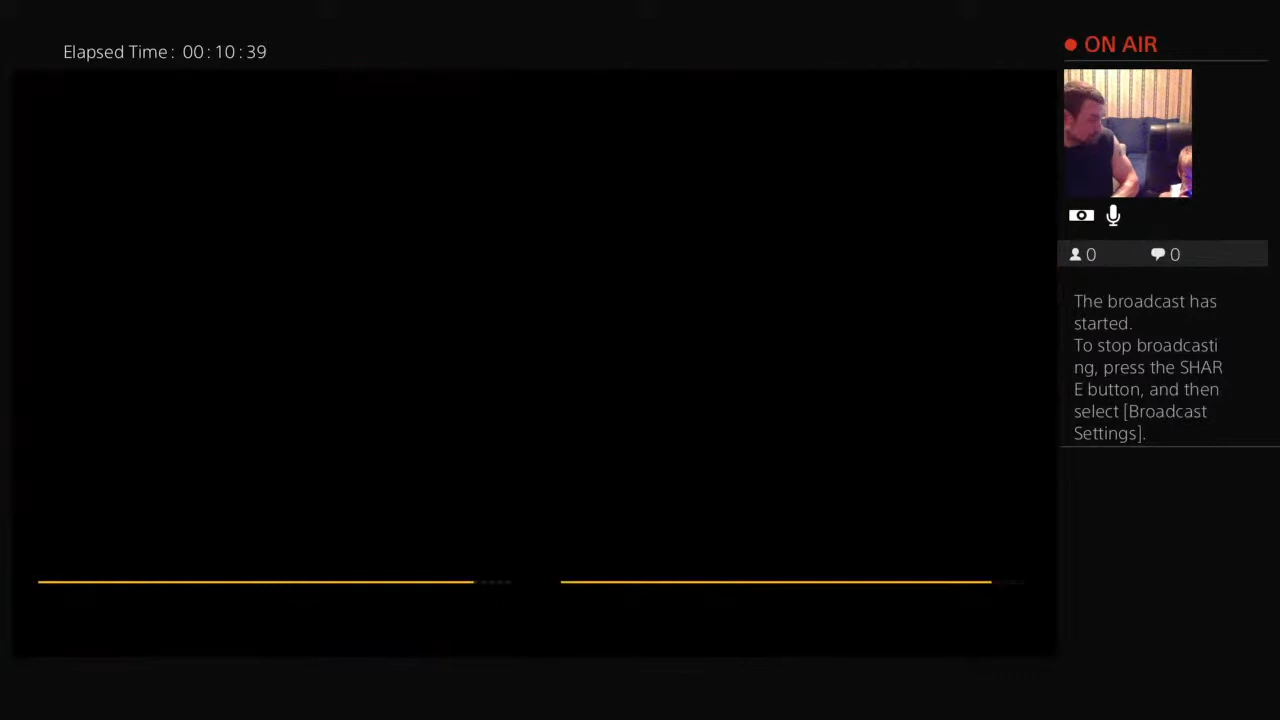 Elapsed Time: 00:10:39
ON AIR
0 0
The broadcast has
started.
To stop broadcasti
ng, press the SHAR
E button, and then
select [Broadcast
Settings].